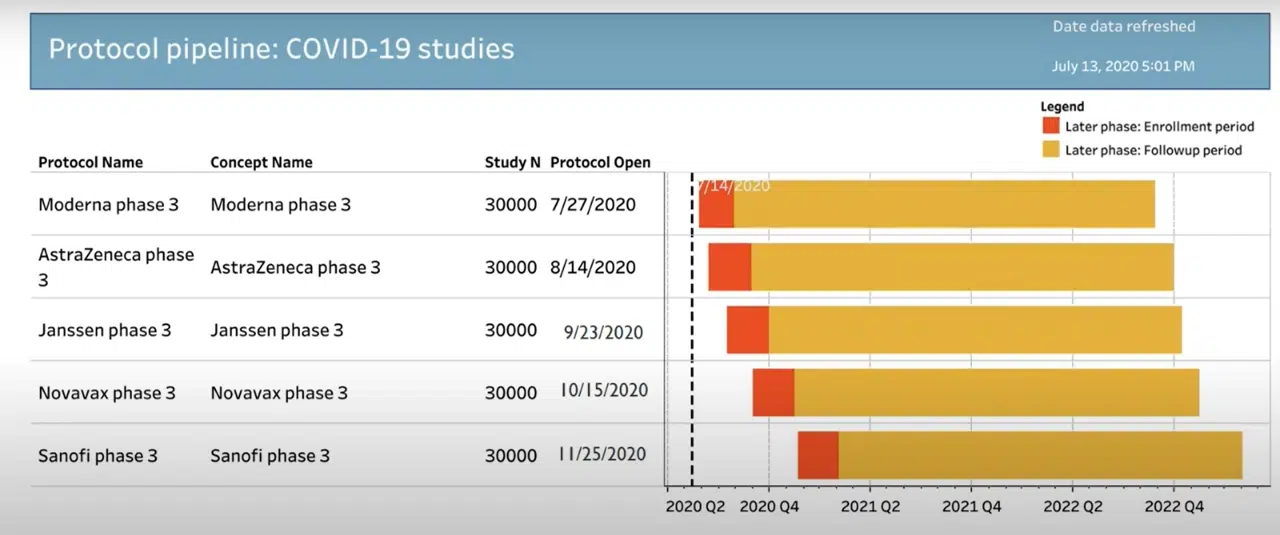 Protocol pipeline: COVID-19 studies
Date data refreshed
July 13, 2020 5:01 PM
Legend
Later phase: Enrollment period
Later phase: Followup period
Protocol Name Concept Name Study N Protocol Open
7/14/2020
Moderna phase 3 Moderna phase 3 30000 7/27/2020
AstraZeneca phase
3
AstraZeneca phase 3 30000 8/14/2020
Janssen phase 3 Janssen phase 3 30000 9/23/2020
Novavax phase 3 Novavax phase 3 30000 10/15/2020
Sanofi phase 3 Sanofi phase 3 30000 11/25/2020
2020 Q2 2020 Q4 2021 Q2 2021 Q4 2022 Q2 2022 Q4